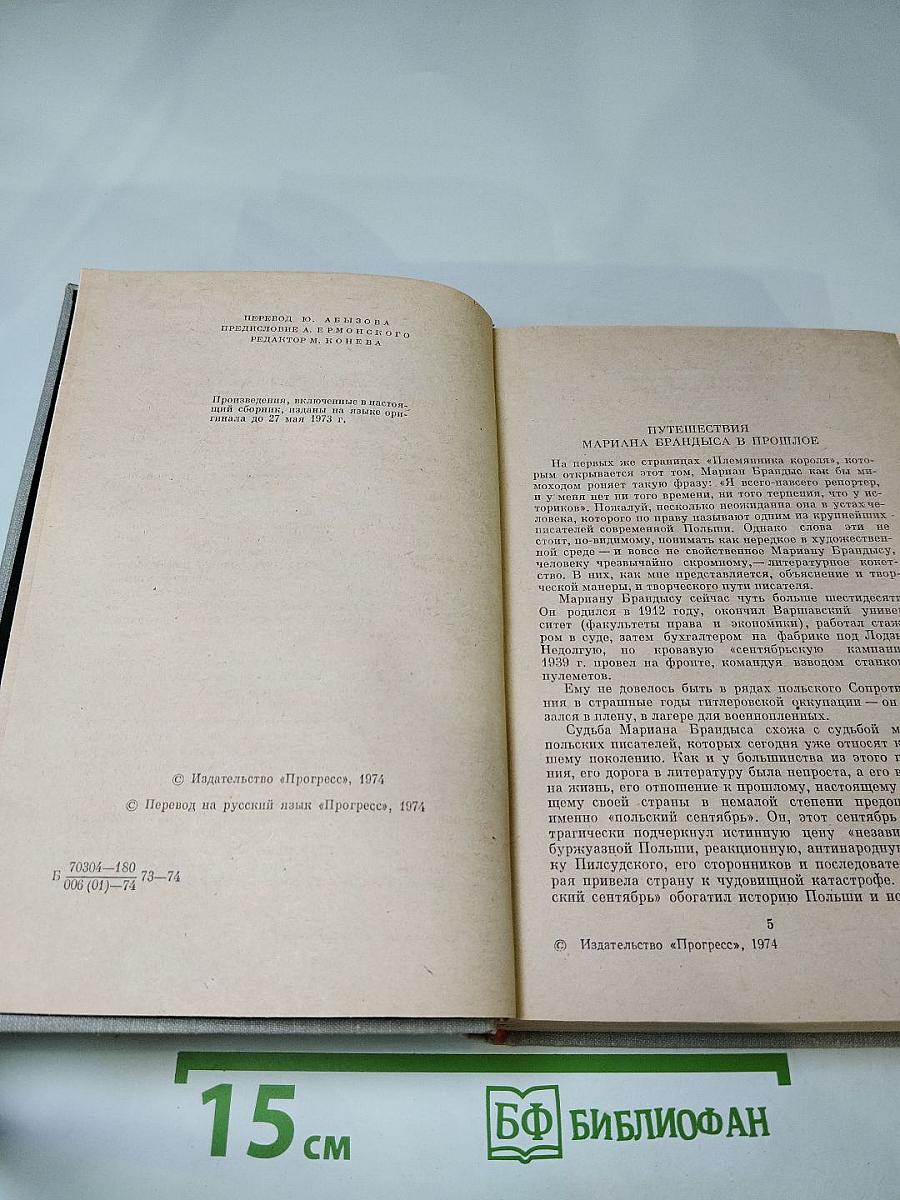 ПЕРЕВОД Ю. АБЫЗОВА
ПРЕДИСЛОВИЕ А. ЕРМОНСКОГО
РЕДАКТОР М. КОНЕВА
Произведения, включенные в настоя-
щий сборник, изданы на языке ори-
гинала до 27 мая 1973 г.
© Издательство «Прогресс», 1974
© Перевод на русский язык «Прогресс», 1974
Б 70304—180 73—74
006 (01)—74
ПУТЕШЕСТВИЯ
МАРИАНА БРАНДЫСА В ПРОШЛОЕ
На первых же страницах «Племянника короля», кото-
рым открывается этот том, Мариан Брандыс как бы ми-
моходом роняет такую фразу: «Я всего-навсего репортер,
и у меня нет ни того времени, ни того терпения, что у ис-
ториков». Пожалуй, несколько неожиданна она в устах че-
ловека, которого по праву называют одним из крупнейших
писателей современной Польши. Однако слова эти не
стоит, по-видимому, понимать как нередкое в художествен-
ной среде — и вовсе не свойственное Мариану Брандысу,
человеку чрезвычайно скромному,— литературное кокет-
ство. В них, как мне представляется, объяснение и твор-
ческой манеры, и творческого пути писателя.
Мариану Брандысу сейчас чуть больше шестидесяти
Он родился в 1912 году, окончил Варшавский универ
ситет (факультеты права и экономики), работал стаж
ром в суде, затем бухгалтером на фабрике под Лодзь
Недолгую, но кровавую «сентябрьскую кампани
1939 г. провел на фронте, командуя взводом станков
пулеметов.
Ему не довелось быть в рядах польского Сопроти
ния в страшные годы гитлеровской оккупации — он
зался в плену, в лагере для военнопленных.
Судьба Мариана Брандыса схожа с судьбой м
польских писателей, которых сегодня уже относят к
шему поколению. Как и у большинства из этого п
ния, его дорога в литературу была непроста, а его в
на жизнь, его отношение к прошлому, настоящему
щему своей страны в немалой степени предоп
именно «польский сентябрь». Он, этот сентябрь
трагически подчеркнул истинную цену «незави
буржуазной Польши, реакционную, антинародную
ку Пилсудского, его сторонников и последовате
рая привела страну к чудовищной катастрофе.
ский сентябрь» обогатил историю Польши и ис
5
© Издательство «Прогресс», 1974
15 см
БФ БИБЛИОФАН